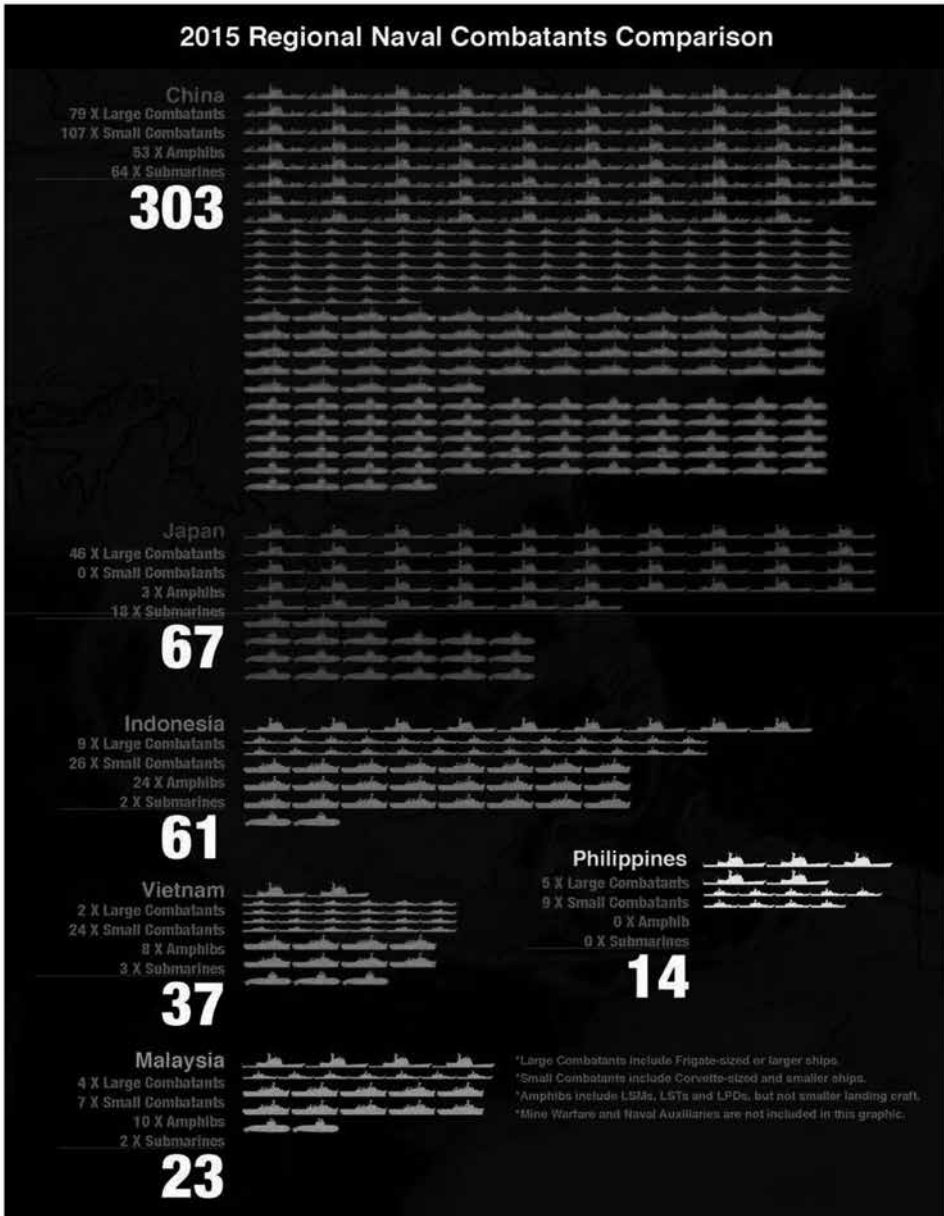 2015 Regional Naval Combatants Comparison
China
79 X Large Combatants
107 X Small Combatants
53 X Amphibs
64 X Submarines
303
Japan
46 X Large Combatants
0 X Small Combatants
3 X Amphibs
18 X Submarines
67
Indonesia
9 X Large Combatants
26 X Small Combatants
24 X Amphibs
2 X Submarines
61
Vietnam
2 X Large Combatants
24 X Small Combatants
8 X Amphibs
3 X Submarines
37
Philippines
5 X Large Combatants
9 X Small Combatants
0 X Amphib
0 X Submarines
14
Malaysia
4 X Large Combatants
7 X Small Combatants
10 X Amphibs
2 X Submarines
23
*Large Combatants include Frigate-sized or larger ships.
*Small Combatants include Corvette-sized and smaller ships.
*Amphibs include LSMs, LSTs and LPDs, but not smaller landing craft.
*Mine Warfare and Naval Auxiliaries are not included in this graphic.